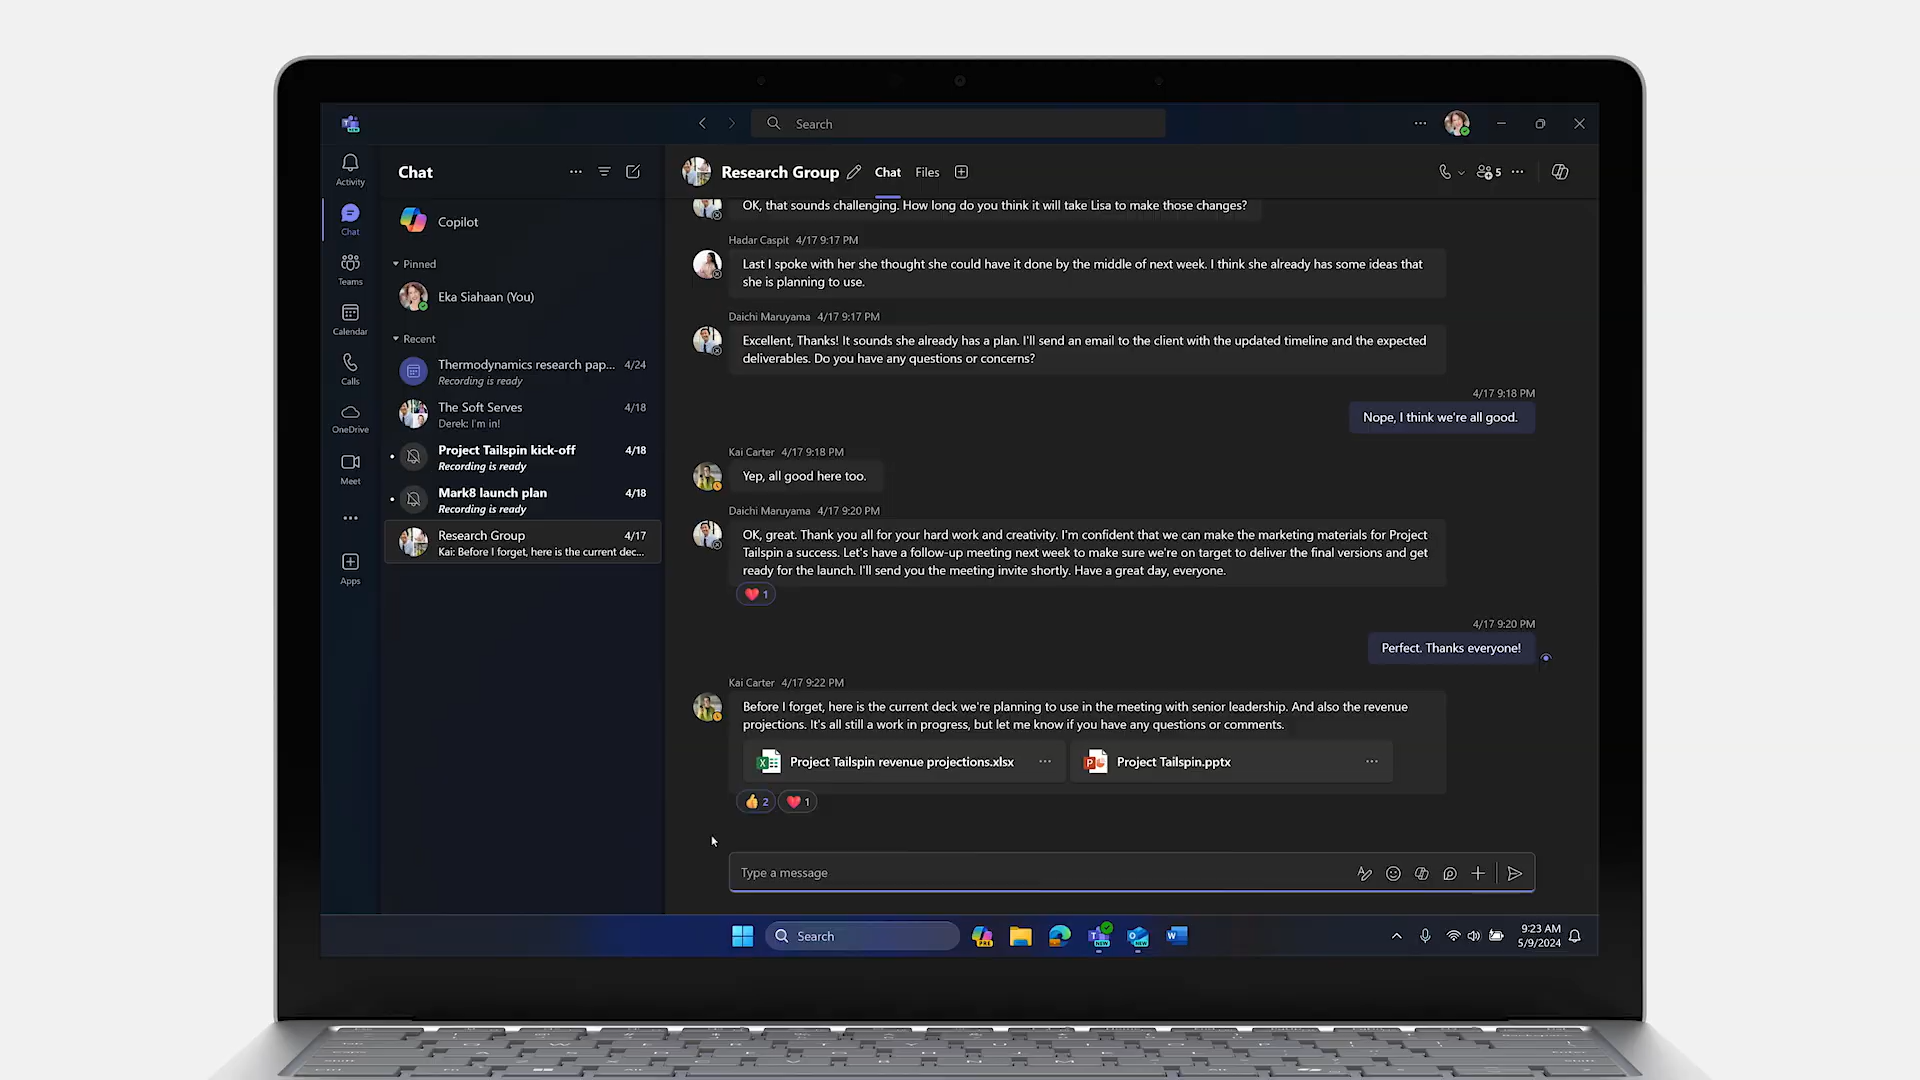 Search
Activity
Chat
Teams
Calendar
Calls
OneDrive
Meet
Apps
Chat
Copilot
Pinned
Eka Siahaan (You)
Recent
Thermodynamics research pap... 4/24
Recording is ready
The Soft Serves 4/18
Derek: I'm in!
Project Tailspin kick-off 4/18
Recording is ready
Mark8 launch plan 4/18
Recording is ready
Research Group 4/17
Kai: Before I forget, here is the current dec...
Research Group Chat Files 5
OK, that sounds challenging. How long do you think it will take Lisa to make those changes?
Hadar Caspit 4/17 9:17 PM
Last I spoke with her she thought she could have it done by the middle of next week. I think she already has some ideas that
she is planning to use.
Daichi Maruyama 4/17 9:17 PM
Excellent, Thanks! It sounds she already has a plan. I'll send an email to the client with the updated timeline and the expected
deliverables. Do you have any questions or concerns?
4/17 9:18 PM
Nope, I think we're all good.
Kai Carter 4/17 9:18 PM
Yep, all good here too.
Daichi Maruyama 4/17 9:20 PM
OK, great. Thank you all for your hard work and creativity. I'm confident that we can make the marketing materials for Project
Tailspin a success. Let's have a follow-up meeting next week to make sure we're on target to deliver the final versions and get
ready for the launch. I'll send you the meeting invite shortly. Have a great day, everyone.
1
4/17 9:20 PM
Perfect. Thanks everyone!
Kai Carter 4/17 9:22 PM
Before I forget, here is the current deck we're planning to use in the meeting with senior leadership. And also the revenue
projections. It's all still a work in progress, but let me know if you have any questions or comments.
Project Tailspin revenue projections.xlsx Project Tailspin.pptx
2 1
Type a message
Search
9:23 AM
5/9/2024